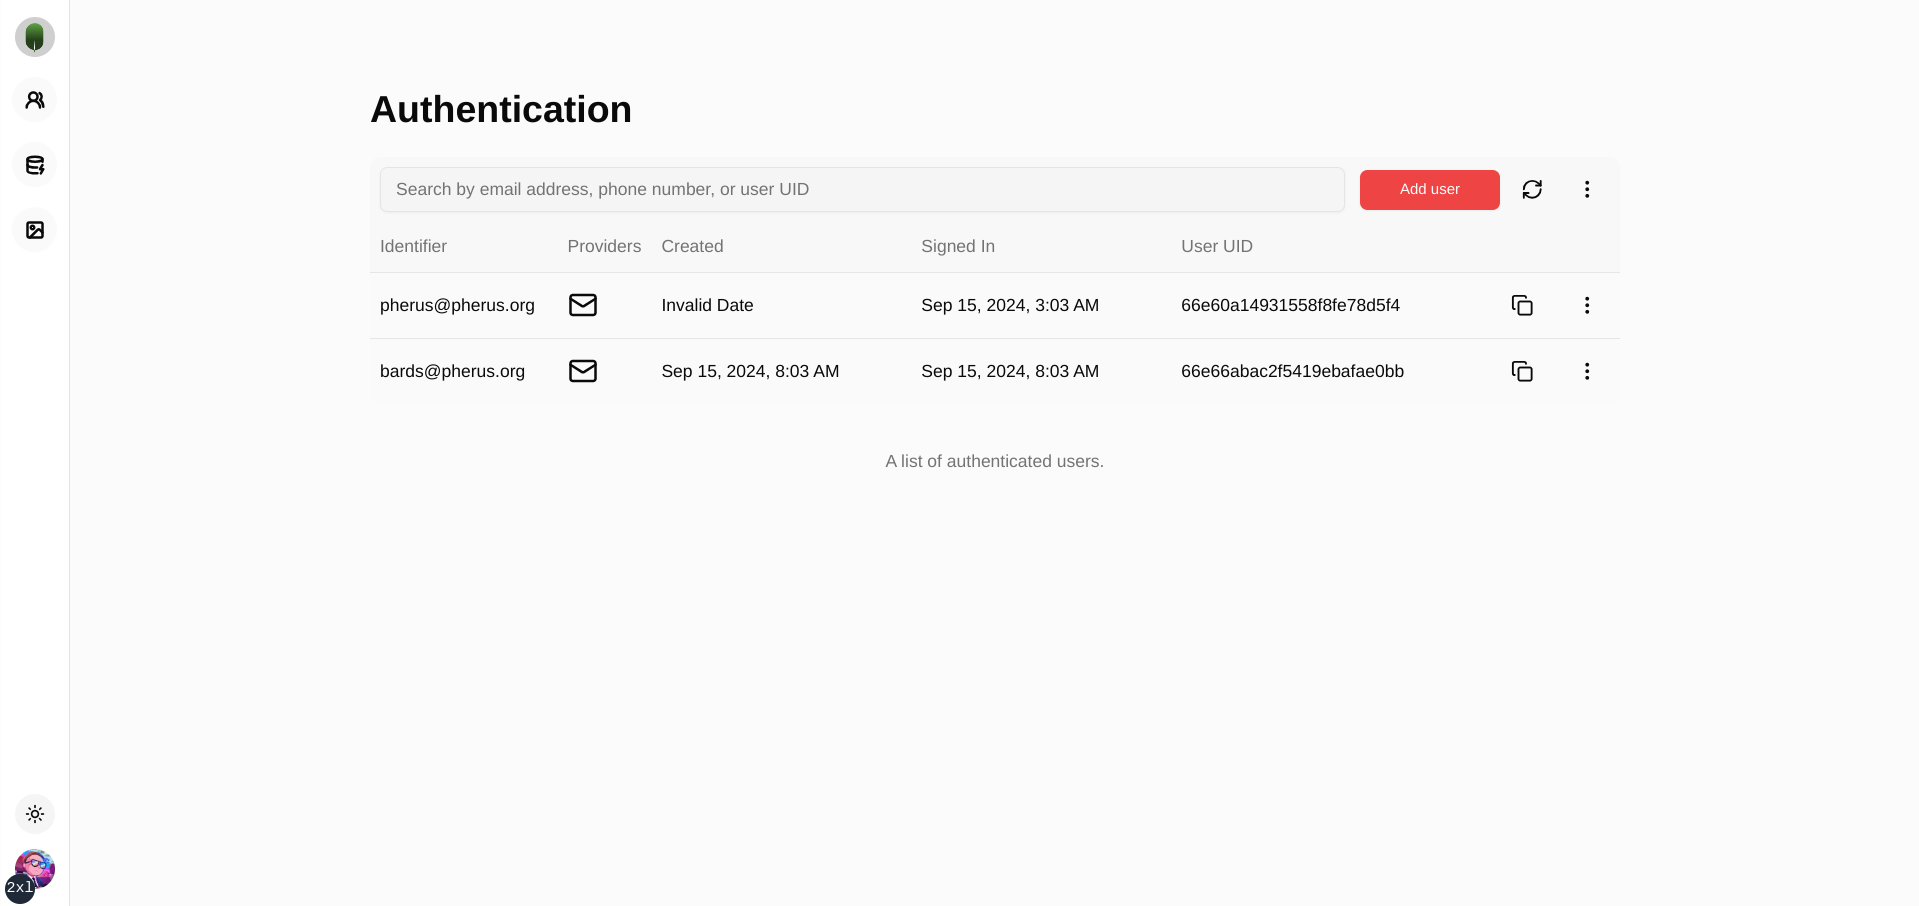 Authentication
Search by email address, phone number, or user UID
Add user
Identifier Providers Created Signed In User UID
pherus@pherus.org Invalid Date Sep 15, 2024, 3:03 AM 66e60a14931558f8fe78d5f4
bards@pherus.org Sep 15, 2024, 8:03 AM Sep 15, 2024, 8:03 AM 66e66abac2f5419ebafae0bb
A list of authenticated users.
2xl